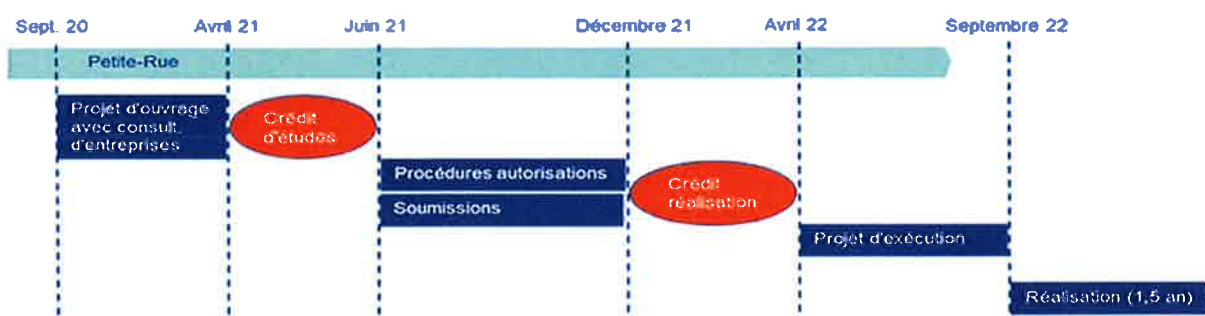 Sept. 20 Avril 21 Juin 21 Décembre 21 Avril 22 Septembre 22
Petite-Rue
Projet d'ouvrage
avec consult.
d'entreprises
Crédit
d'études
Procédures autorisations
Soumissions
Crédit
réalisation
Projet d'exécution
Réalisation (1,5 an)